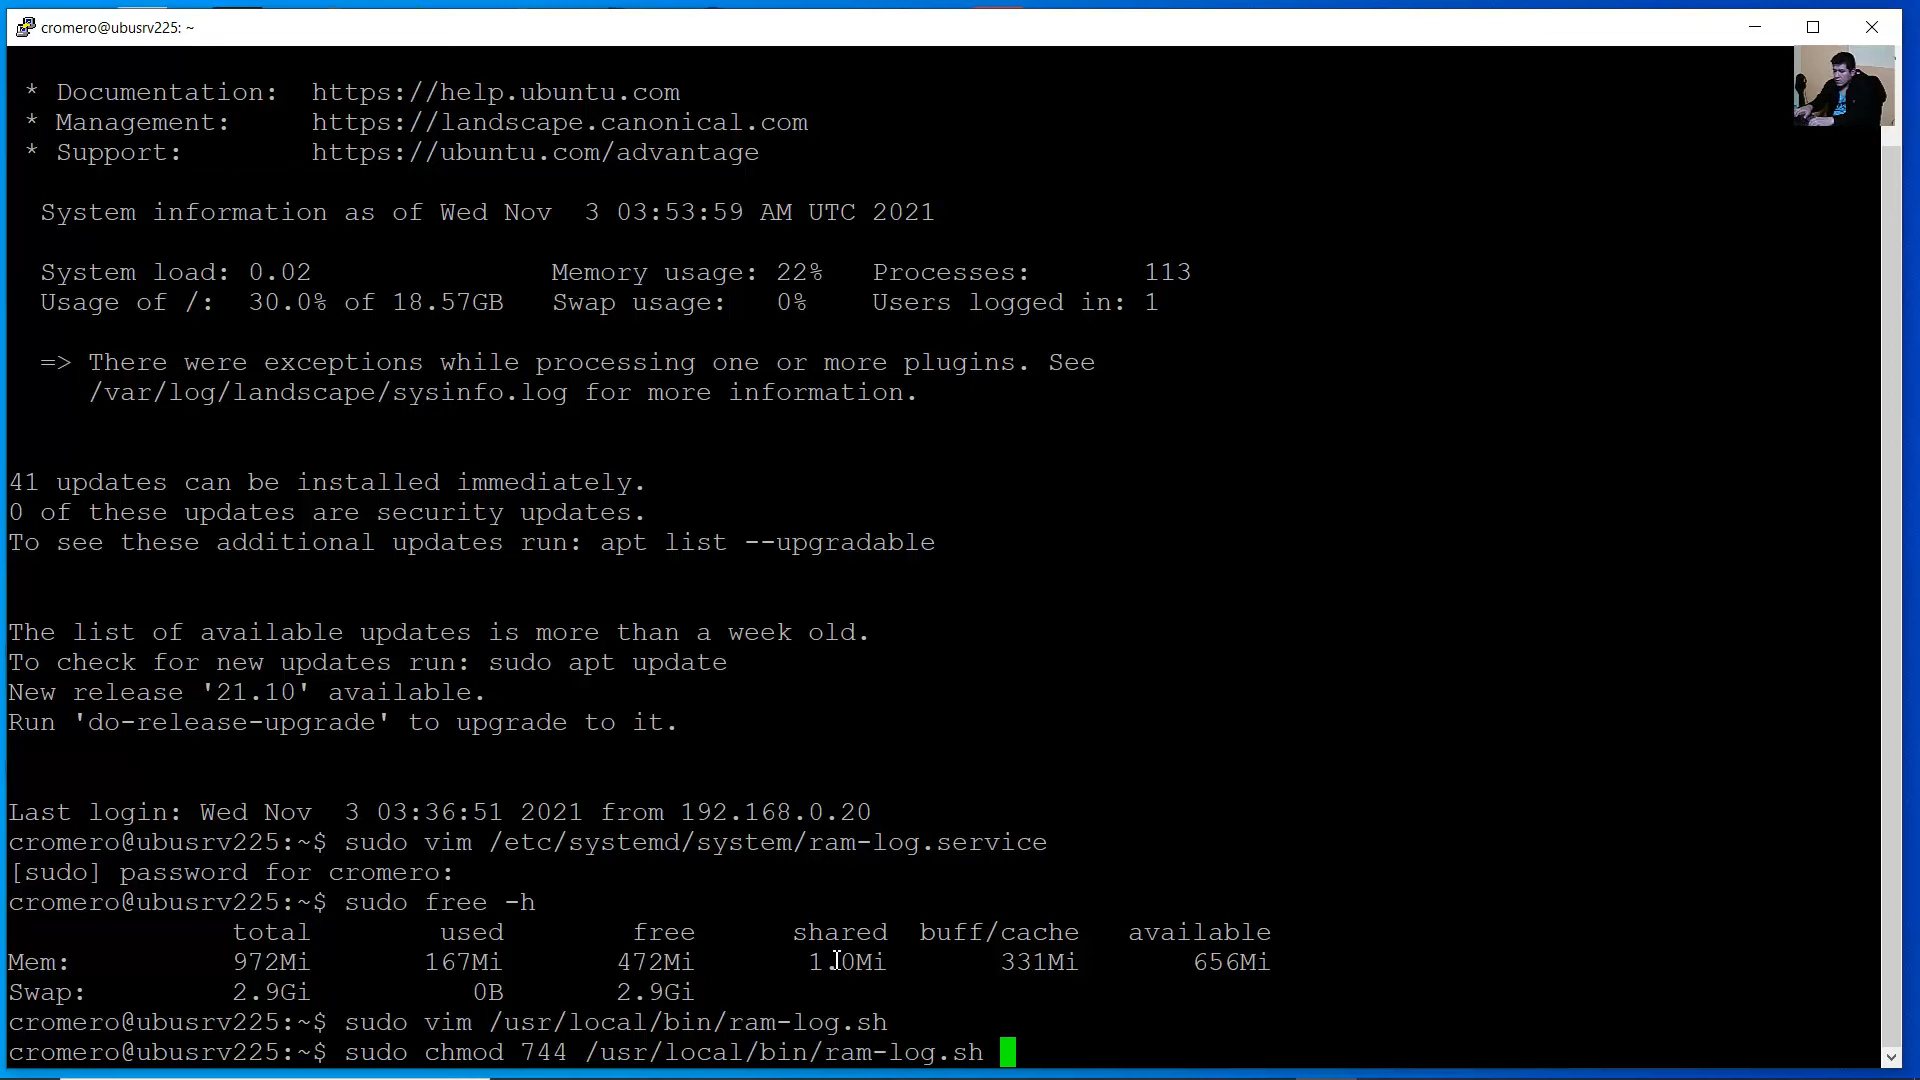 cromero@ubusrv225: ~
* Documentation:  https://help.ubuntu.com
* Management:     https://landscape.canonical.com
* Support:        https://ubuntu.com/advantage
System information as of Wed Nov  3 03:53:59 AM UTC 2021
System load: 0.02               Memory usage: 22%   Processes:       113
Usage of /:  30.0% of 18.57GB   Swap usage:   0%    Users logged in: 1
=> There were exceptions while processing one or more plugins. See
/var/log/landscape/sysinfo.log for more information.
41 updates can be installed immediately.
0 of these updates are security updates.
To see these additional updates run: apt list --upgradable
The list of available updates is more than a week old.
To check for new updates run: sudo apt update
New release '21.10' available.
Run 'do-release-upgrade' to upgrade to it.
Last login: Wed Nov  3 03:36:51 2021 from 192.168.0.20
cromero@ubusrv225:~$ sudo vim /etc/systemd/system/ram-log.service
[sudo] password for cromero:
cromero@ubusrv225:~$ sudo free -h
              total        used        free      shared  buff/cache   available
Mem:          972Mi       167Mi       472Mi       1.0Mi       331Mi       656Mi
Swap:         2.9Gi          0B       2.9Gi
cromero@ubusrv225:~$ sudo vim /usr/local/bin/ram-log.sh
cromero@ubusrv225:~$ sudo chmod 744 /usr/local/bin/ram-log.sh